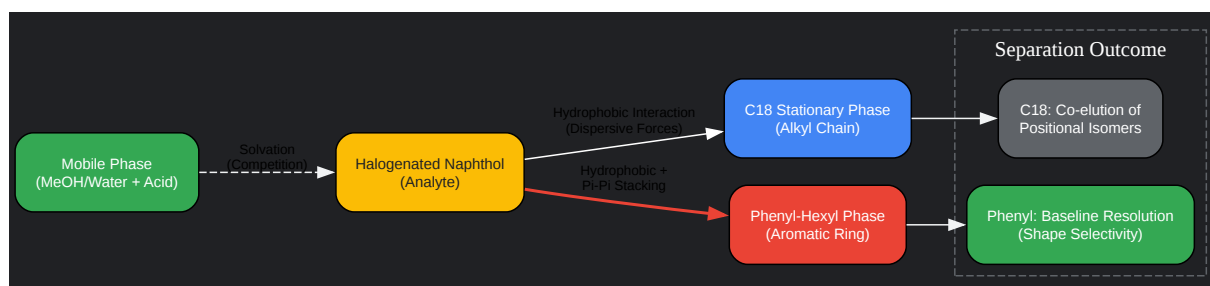 Separation Outcome
Mobile Phase
(MeOH/Water + Acid)
Solvation
(Competition)
Halogenated Naphthol
(Analyte)
Hydrophobic Interaction
(Dispersive Forces)
Hydrophobic +
Pi-Pi Stacking
C18 Stationary Phase
(Alkyl Chain)
Phenyl-Hexyl Phase
(Aromatic Ring)
C18: Co-elution of
Positional Isomers
Phenyl: Baseline Resolution
(Shape Selectivity)